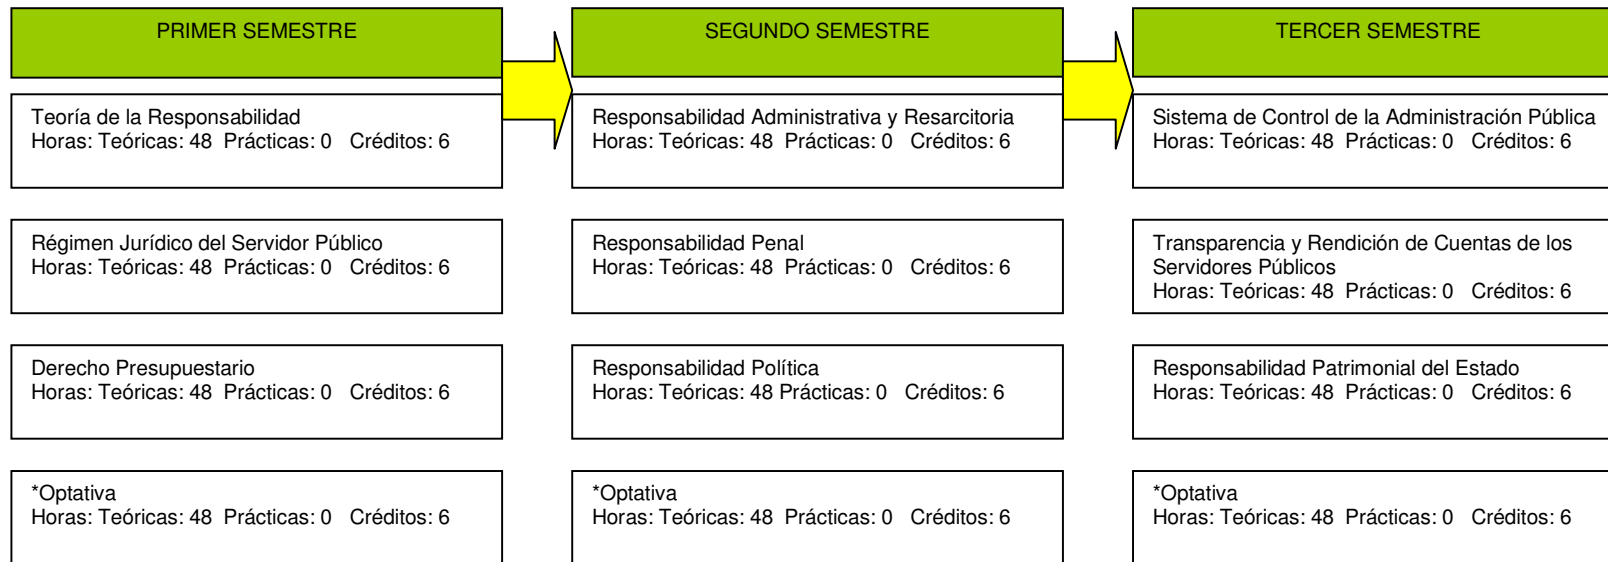 PRIMER SEMESTRE
Teoría de la Responsabilidad
Horas: Teóricas: 48 Prácticas: 0 Créditos: 6
Régimen Jurídico del Servidor Público
Horas: Teóricas: 48 Prácticas: 0 Créditos: 6
Derecho Presupuestario
Horas: Teóricas: 48 Prácticas: 0 Créditos: 6
*Optativa
Horas: Teóricas: 48 Prácticas: 0 Créditos: 6
SEGUNDO SEMESTRE
Responsabilidad Administrativa y Resarcitoria
Horas: Teóricas: 48 Prácticas: 0 Créditos: 6
Responsabilidad Penal
Horas: Teóricas: 48 Prácticas: 0 Créditos: 6
Responsabilidad Política
Horas: Teóricas: 48 Prácticas: 0 Créditos: 6
*Optativa
Horas: Teóricas: 48 Prácticas: 0 Créditos: 6
TERCER SEMESTRE
Sistema de Control de la Administración Pública
Horas: Teóricas: 48 Prácticas: 0 Créditos: 6
Transparencia y Rendición de Cuentas de los
Servidores Públicos
Horas: Teóricas: 48 Prácticas: 0 Créditos: 6
Responsabilidad Patrimonial del Estado
Horas: Teóricas: 48 Prácticas: 0 Créditos: 6
*Optativa
Horas: Teóricas: 48 Prácticas: 0 Créditos: 6